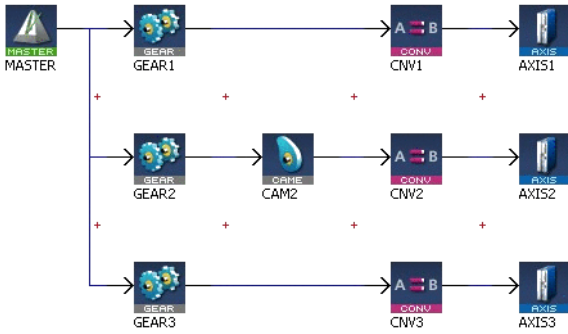 MASTER
GEAR
A B
CONV
AXIS
MASTER
GEAR1
CNV1
AXIS1
GEAR
CAME
A B
CONV
AXIS
GEAR2
CAM2
CNV2
AXIS2
GEAR
A B
CONV
AXIS
GEAR3
CNV3
AXIS3